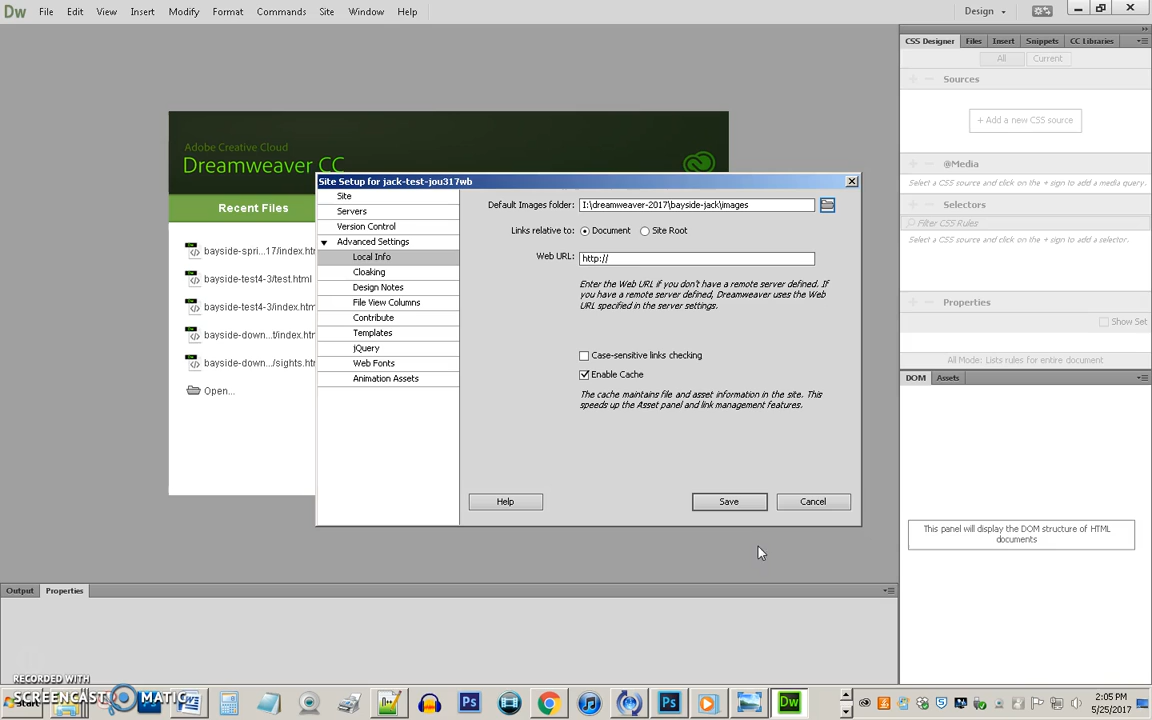 Dw File Edit View Insert Modify Format Commands Site Window Help Design
CSS Designer Files Insert Snippets CC Libraries
All Current
Sources
+ Add a new CSS source
@Media
Select a CSS source and click on the + sign to add a media query.
Selectors
Filter CSS Rules
Select a CSS source and click on the + sign to add a selector.
Properties
Show Set
All Mode: Lists rules for entire document
DOM Assets
This panel will display the DOM structure of HTML
documents
Adobe Creative Cloud
Dreamweaver CC
Recent Files
bayside-spri...17/index.ht
bayside-test4-3/test.html
bayside-test4-3/index.htm
bayside-down...t/index.htm
bayside-down.../sights.ht
Open...
Site Setup for jack-test-jou317wb
Site
Servers
Version Control
Advanced Settings
Local Info
Cloaking
Design Notes
File View Columns
Contribute
Templates
jQuery
Web Fonts
Animation Assets
Default Images folder: I:\dreamweaver-2017\bayside-jack\images
Links relative to: Document Site Root
Web URL: http://
Enter the Web URL if you don't have a remote server defined. If
you have a remote server defined, Dreamweaver uses the Web
URL specified in the server settings.
Case-sensitive links checking
Enable Cache
The cache maintains file and asset information in the site. This
speeds up the Asset panel and link management features.
Help Save Cancel
Output Properties
RECORDED WITH
SCREENCAST MATIC
Start
Ps
Ps
Dw
2:05 PM
5/25/2017